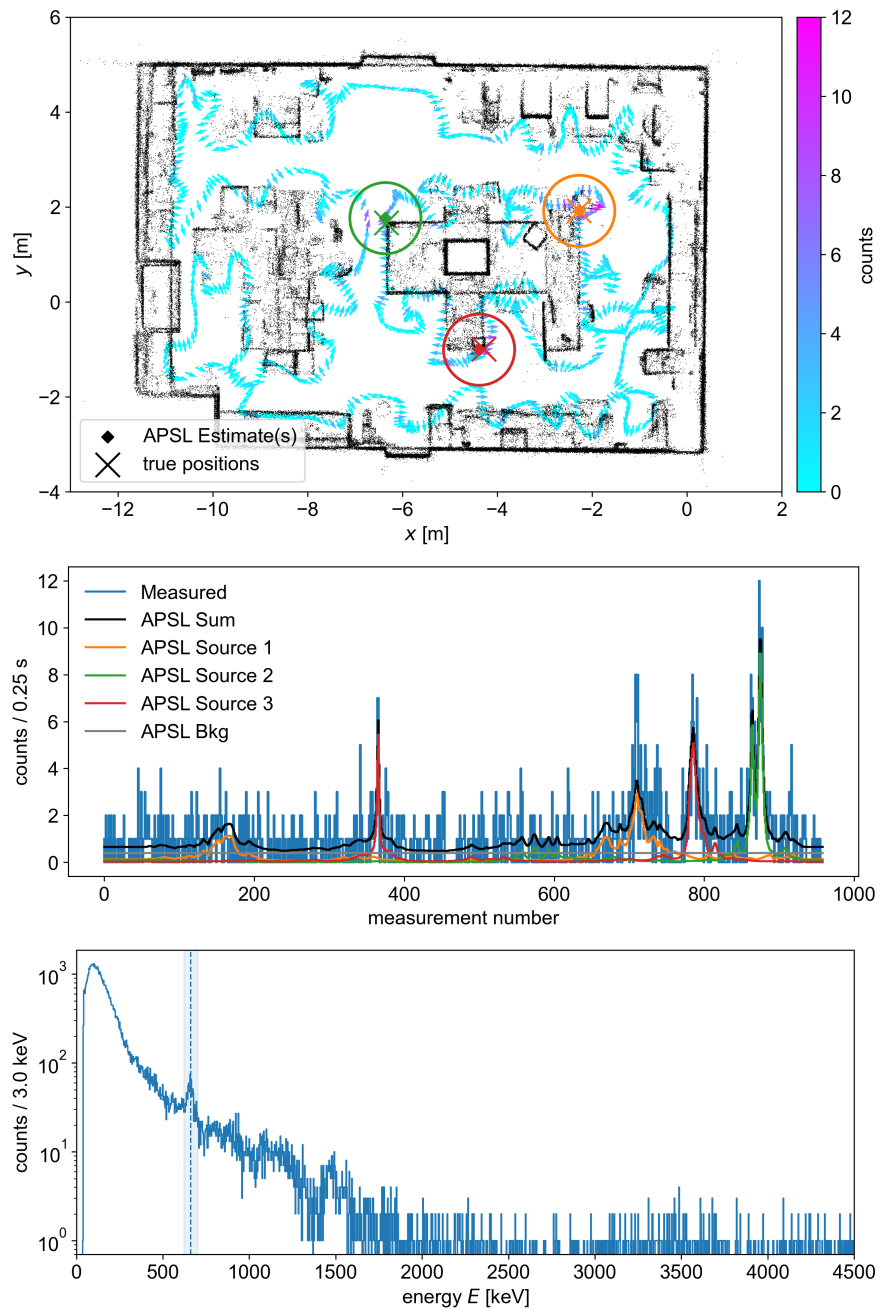 6
4
2
0
−2
−4
y [m]
−12 −10 −8 −6 −4 −2 0 2
x [m]
APSL Estimate(s)
true positions
12
10
8
6
4
2
0
counts
12
10
8
6
4
2
0
counts / 0.25 s
Measured
APSL Sum
APSL Source 1
APSL Source 2
APSL Source 3
APSL Bkg
0 200 400 600 800 1000
measurement number
10³
10²
10¹
10⁰
counts / 3.0 keV
0 500 1000 1500 2000 2500 3000 3500 4000 4500
energy E [keV]